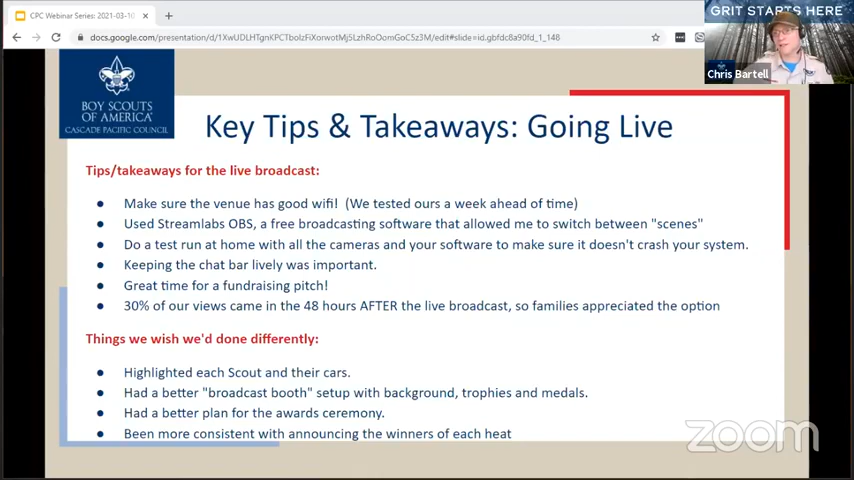 CPC Webinar Series: 2021-03-10
docs.google.com/presentation/d/1XwUDLHTgnKPCTbolzFiXorwotMj5LzhRoOomGoC5z3M/edit#slide=id.gbfdc8a90fd_1_148
GRIT STARTS HERE
Chris Bartell
BOY SCOUTS
OF AMERICA
CASCADE PACIFIC COUNCIL
Key Tips & Takeaways: Going Live
Tips/takeaways for the live broadcast:
● Make sure the venue has good wifi! (We tested ours a week ahead of time)
● Used Streamlabs OBS, a free broadcasting software that allowed me to switch between "scenes"
● Do a test run at home with all the cameras and your software to make sure it doesn't crash your system.
● Keeping the chat bar lively was important.
● Great time for a fundraising pitch!
● 30% of our views came in the 48 hours AFTER the live broadcast, so families appreciated the option
Things we wish we'd done differently:
● Highlighted each Scout and their cars.
● Had a better "broadcast booth" setup with background, trophies and medals.
● Had a better plan for the awards ceremony.
● Been more consistent with announcing the winners of each heat
zoom